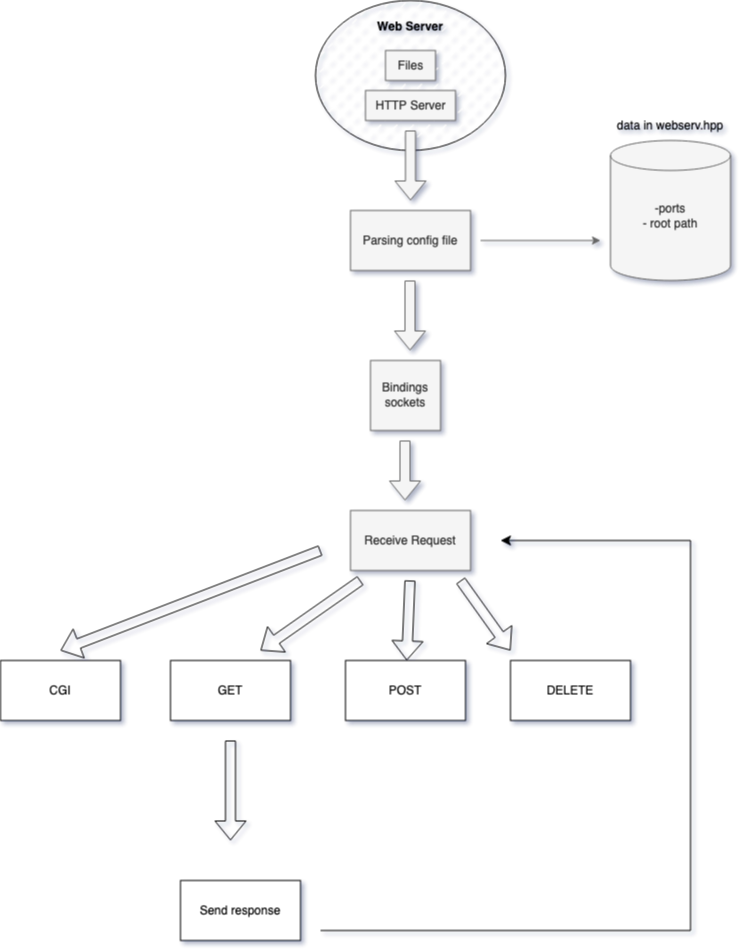 Web Server
Files
HTTP Server
data in webserv.hpp
-ports
- root path
Parsing config file
Bindings
sockets
Receive Request
CGI
GET
POST
DELETE
Send response